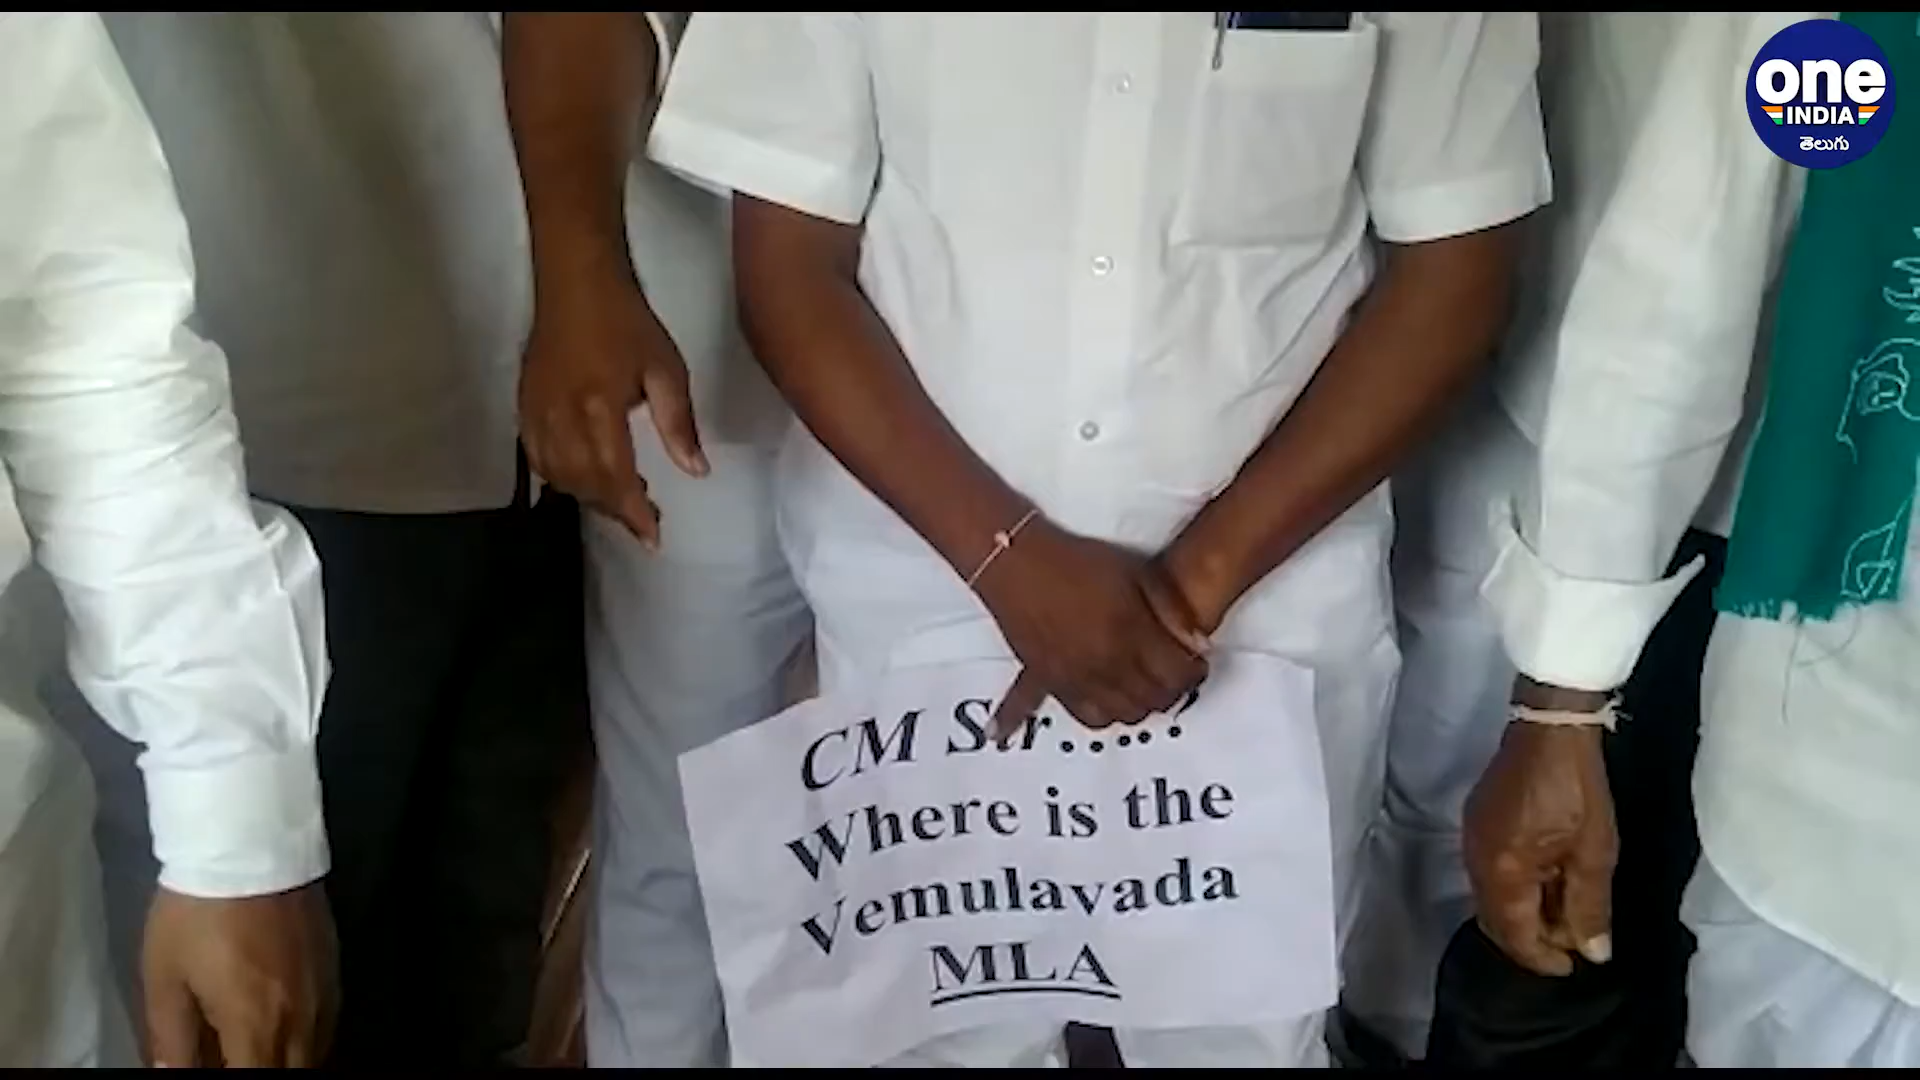 one
INDIA
తెలుగు
CM Sir.....?
Where is the
Vemulavada
MLA